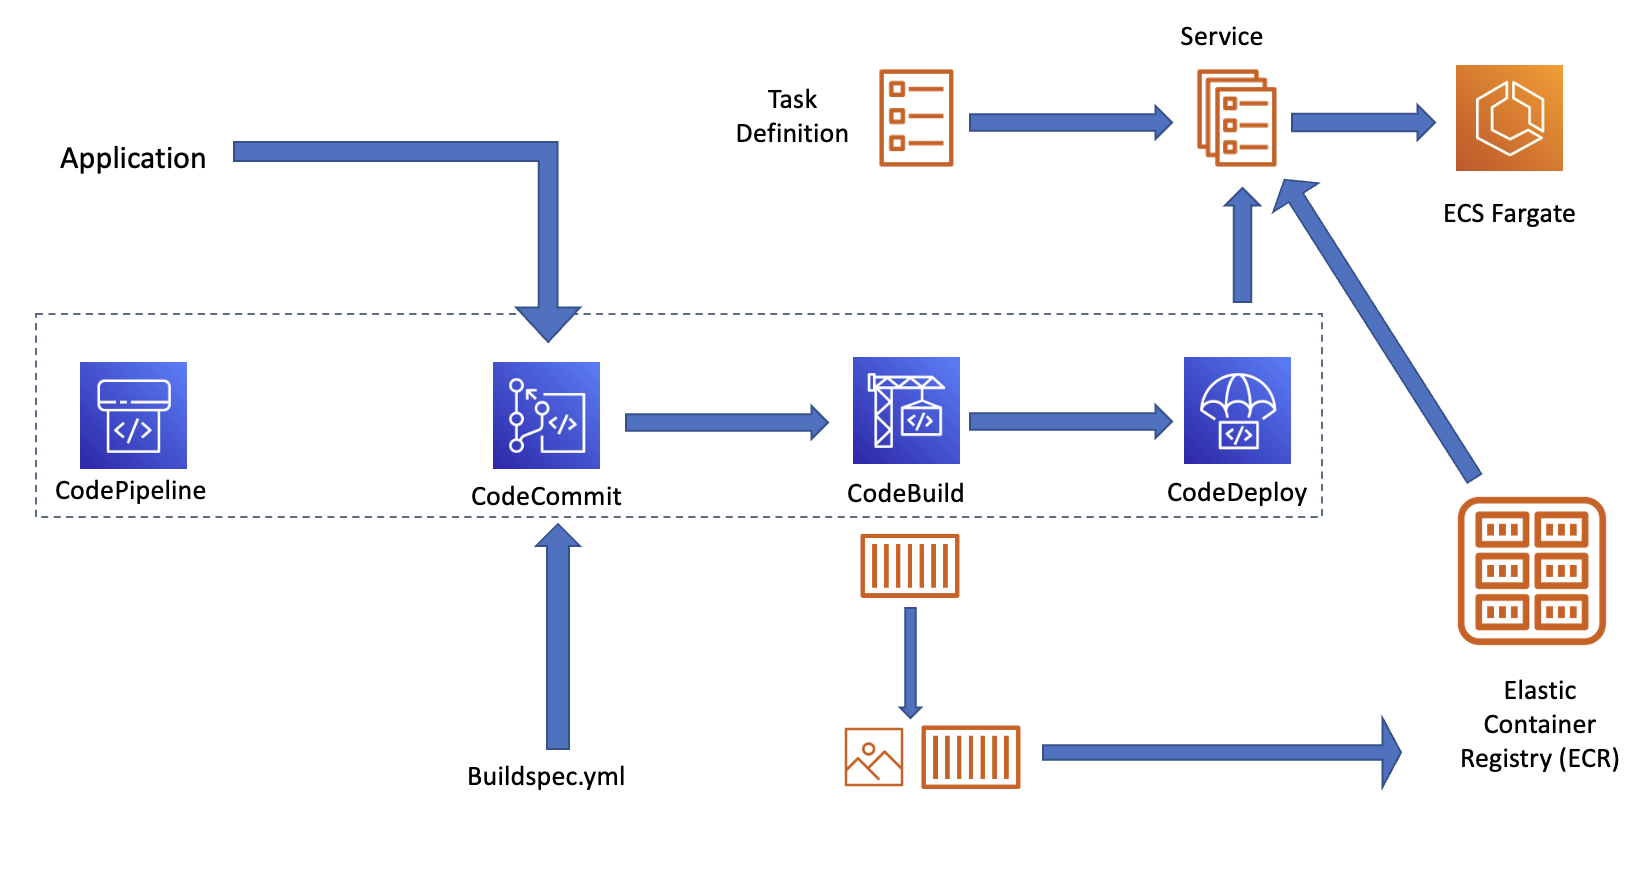 Service
Task
Definition
Application
ECS Fargate
CodePipeline
CodeCommit
CodeBuild
CodeDeploy
Buildspec.yml
Elastic
Container
Registry (ECR)